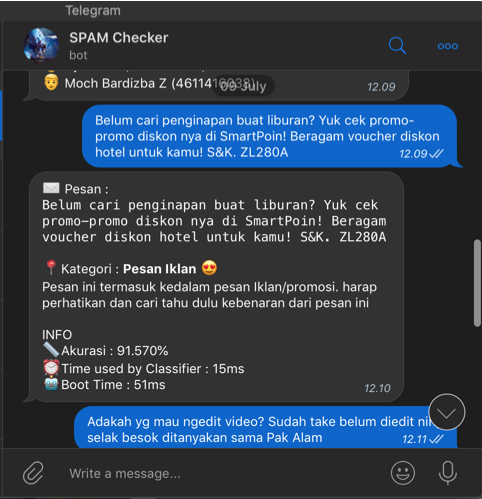 Telegram
SPAM Checker
bot
Moch Bardizba Z (4611416038)
09 July
12.09
Belum cari penginapan buat liburan? Yuk cek promo-
promo diskon nya di SmartPoin! Beragam voucher diskon
hotel untuk kamu! S&K. ZL280A
12.09
Pesan :
Belum cari penginapan buat liburan? Yuk cek
promo-promo diskon nya di SmartPoin! Beragam
voucher diskon hotel untuk kamu! S&K. ZL280A
Kategori : Pesan Iklan
Pesan ini termasuk kedalam pesan Iklan/promosi. harap
perhatikan dan cari tahu dulu kebenaran dari pesan ini
INFO
Akurasi : 91.570%
Time used by Classifier : 15ms
Boot Time : 51ms
12.10
Adakah yg mau ngedit video? Sudah take belum diedit
selak besok ditanyakan sama Pak Alam
12.11
Write a message...